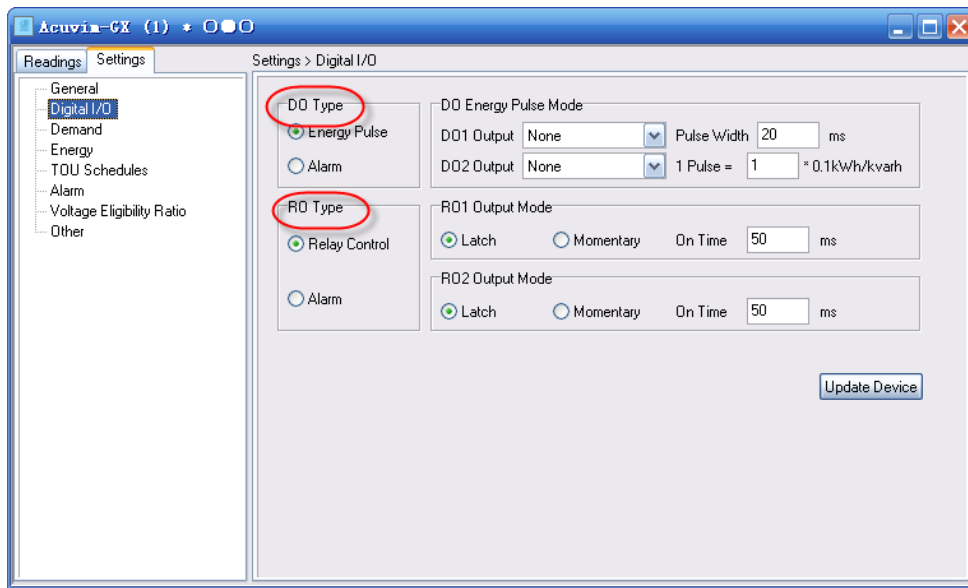 Acuvim-GX (1) *
Readings
Settings
Settings > Digital I/O
General
Digital I/O
Demand
Energy
TOU Schedules
Alarm
Voltage Eligibility Ratio
Other
DO Type
Energy Pulse
Alarm
DO Energy Pulse Mode
DO1 Output None Pulse Width 20 ms
DO2 Output None 1 Pulse = 1 * 0.1kWh/kvarh
RO Type
Relay Control
Alarm
RO1 Output Mode
Latch Momentary On Time 50 ms
RO2 Output Mode
Latch Momentary On Time 50 ms
Update Device